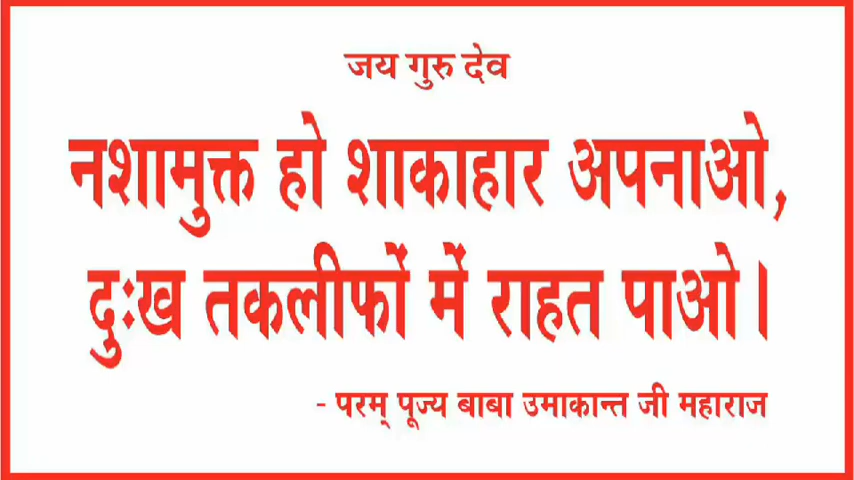 जय गुरु देव
नशामुक्त हो शाकाहार अपनाओ,
दुःख तकलीफों में राहत पाओ।
- परम् पूज्य बाबा उमाकान्त जी महाराज